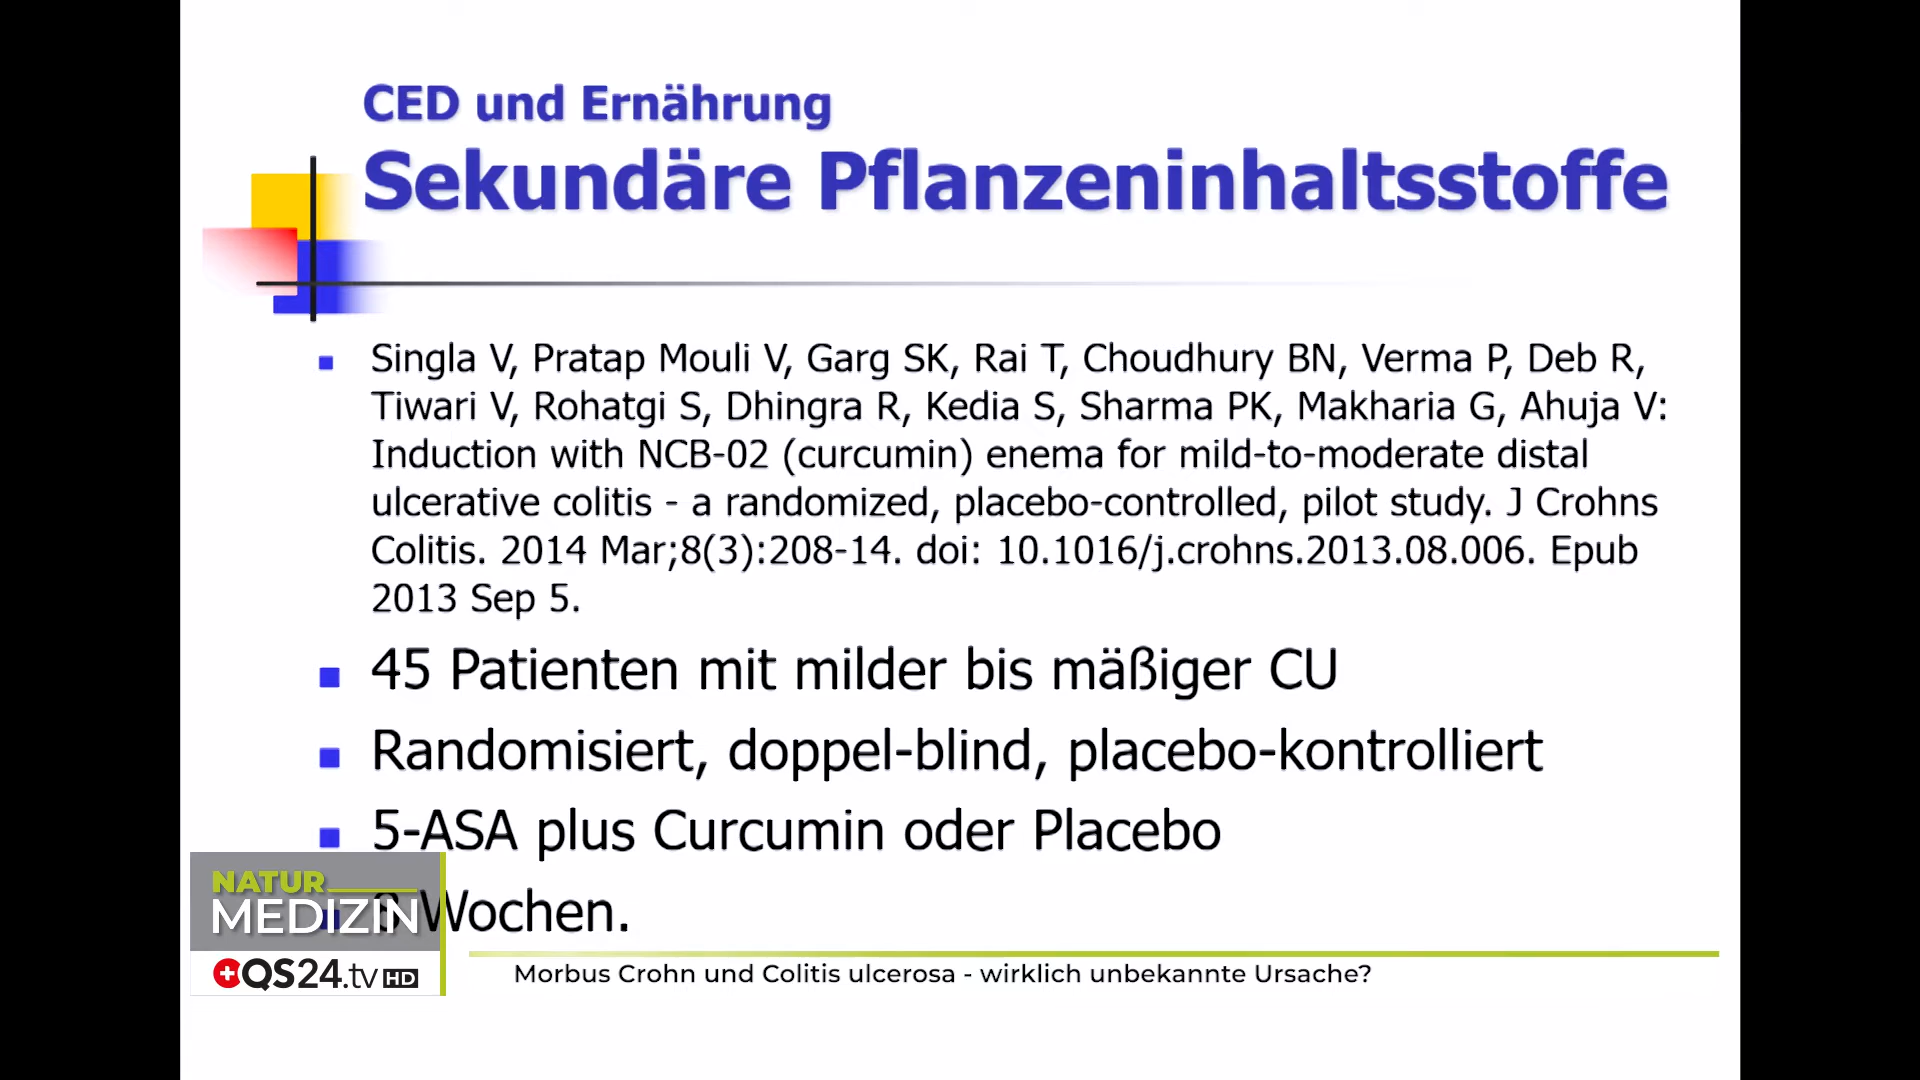 CED und Ernährung
Sekundäre Pflanzeninhaltsstoffe
Singla V, Pratap Mouli V, Garg SK, Rai T, Choudhury BN, Verma P, Deb R,
Tiwari V, Rohatgi S, Dhingra R, Kedia S, Sharma PK, Makharia G, Ahuja V:
Induction with NCB-02 (curcumin) enema for mild-to-moderate distal
ulcerative colitis - a randomized, placebo-controlled, pilot study. J Crohns
Colitis. 2014 Mar;8(3):208-14. doi: 10.1016/j.crohns.2013.08.006. Epub
2013 Sep 5.
45 Patienten mit milder bis mäßiger CU
Randomisiert, doppel-blind, placebo-kontrolliert
5-ASA plus Curcumin oder Placebo
8 Wochen.
NATUR
MEDIZIN
QS24.tv HD
Morbus Crohn und Colitis ulcerosa - wirklich unbekannte Ursache?